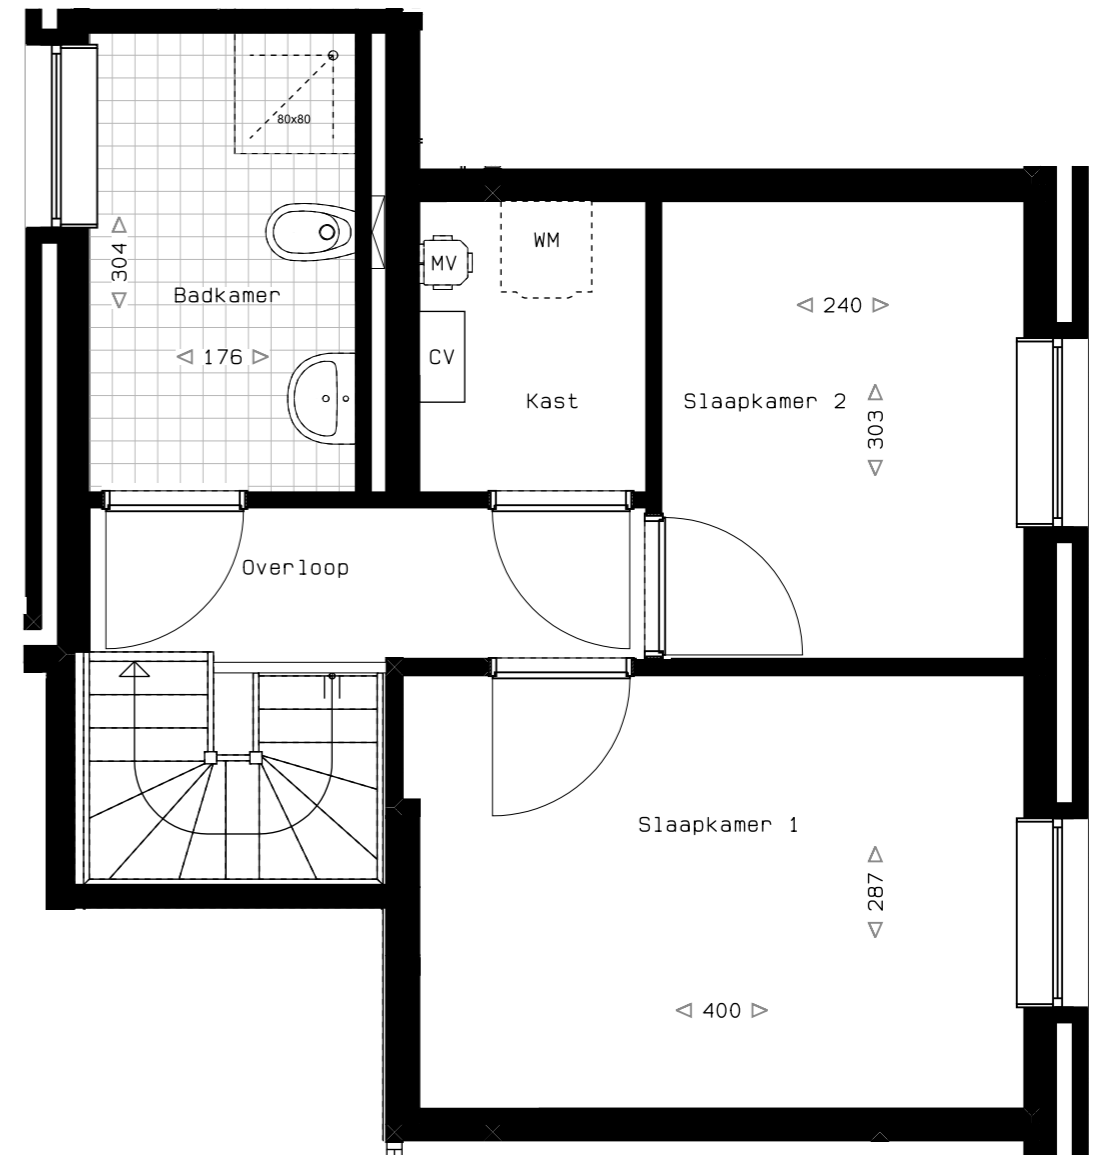 80x80
WM
304
MV
Badkamer
240
176
CV
Kast
Slaapkamer 2
303
Overloop
Slaapkamer 1
287
400